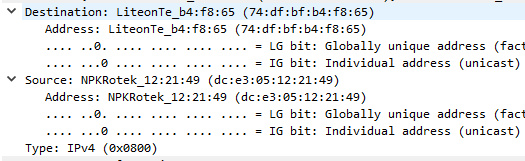 Destination: LiteonTe_b4:f8:65 (74:df:bf:b4:f8:65)
Address: LiteonTe_b4:f8:65 (74:df:bf:b4:f8:65)
.... ..0. .... .... .... .... = LG bit: Globally unique address (fact
.... ...0 .... .... .... .... = IG bit: Individual address (unicast)
Source: NPKRotek_12:21:49 (dc:e3:05:12:21:49)
Address: NPKRotek_12:21:49 (dc:e3:05:12:21:49)
.... ..0. .... .... .... .... = LG bit: Globally unique address (fact
.... ...0 .... .... .... .... = IG bit: Individual address (unicast)
Type: IPv4 (0x0800)